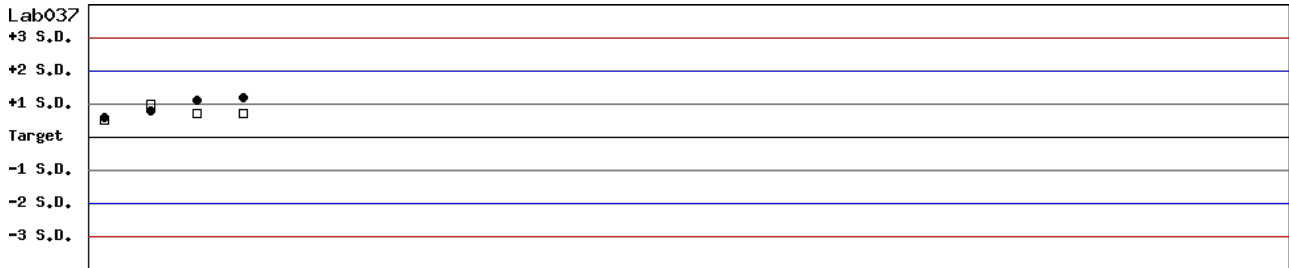 Lab037
+3 S.D.
+2 S.D.
+1 S.D.
Target
-1 S.D.
-2 S.D.
-3 S.D.